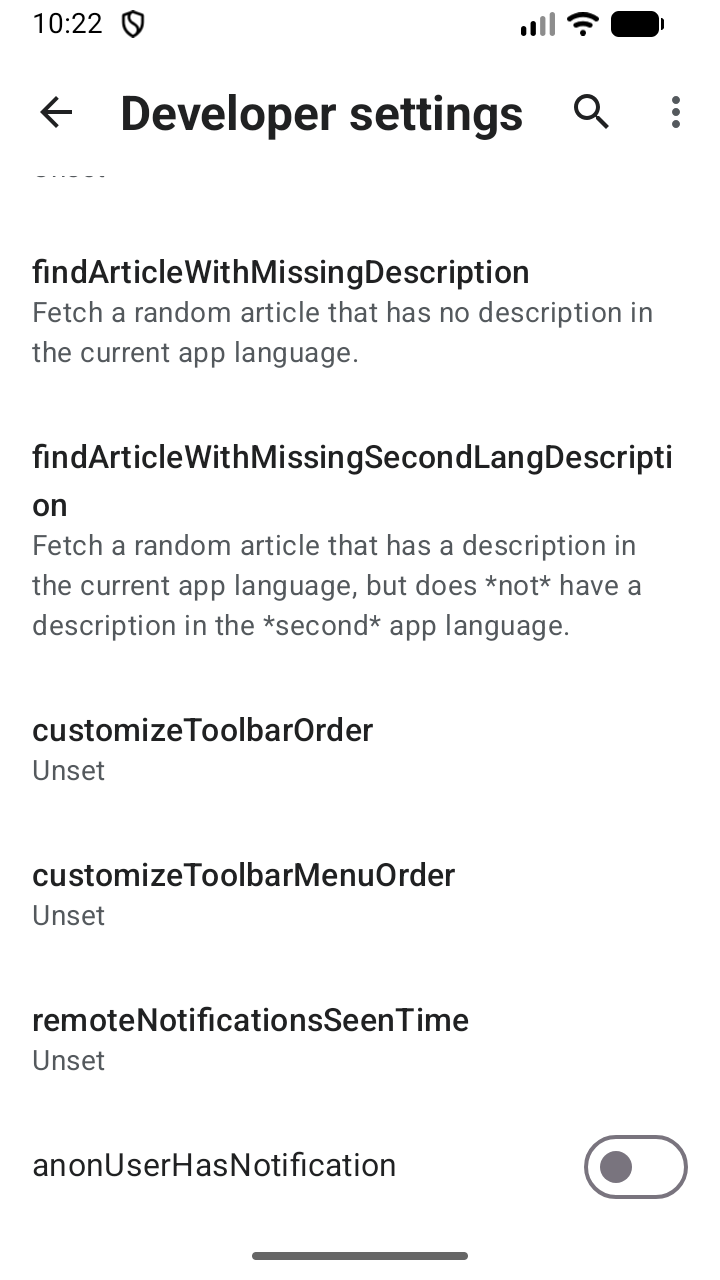 10:22
Developer settings
findArticleWithMissingDescription
Fetch a random article that has no description in
the current app language.
findArticleWithMissingSecondLangDescripti
on
Fetch a random article that has a description in
the current app language, but does *not* have a
description in the *second* app language.
customizeToolbarOrder
Unset
customizeToolbarMenuOrder
Unset
remoteNotificationsSeenTime
Unset
anonUserHasNotification